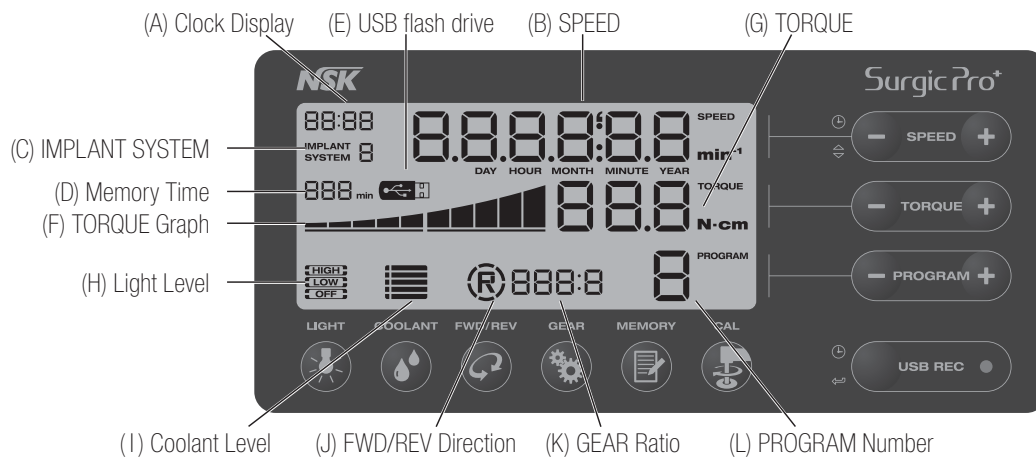 (A) Clock Display
(E) USB flash drive
(B) SPEED
(G) TORQUE
NSK
Surgic Pro+
88:88
8.8.8.8:8.8
SPEED
min-1
IMPLANT
SYSTEM 8
DAY HOUR MONTH MINUTE YEAR
- SPEED +
(C) IMPLANT SYSTEM
(D) Memory Time
888 min
88.8
TORQUE
N·cm
- TORQUE +
(F) TORQUE Graph
(H) Light Level
HIGH
LOW
OFF
R
888:8
8
PROGRAM
- PROGRAM +
LIGHT COOLANT FWD/REV GEAR MEMORY CAL
USB REC
(I) Coolant Level
(J) FWD/REV Direction
(K) GEAR Ratio
(L) PROGRAM Number